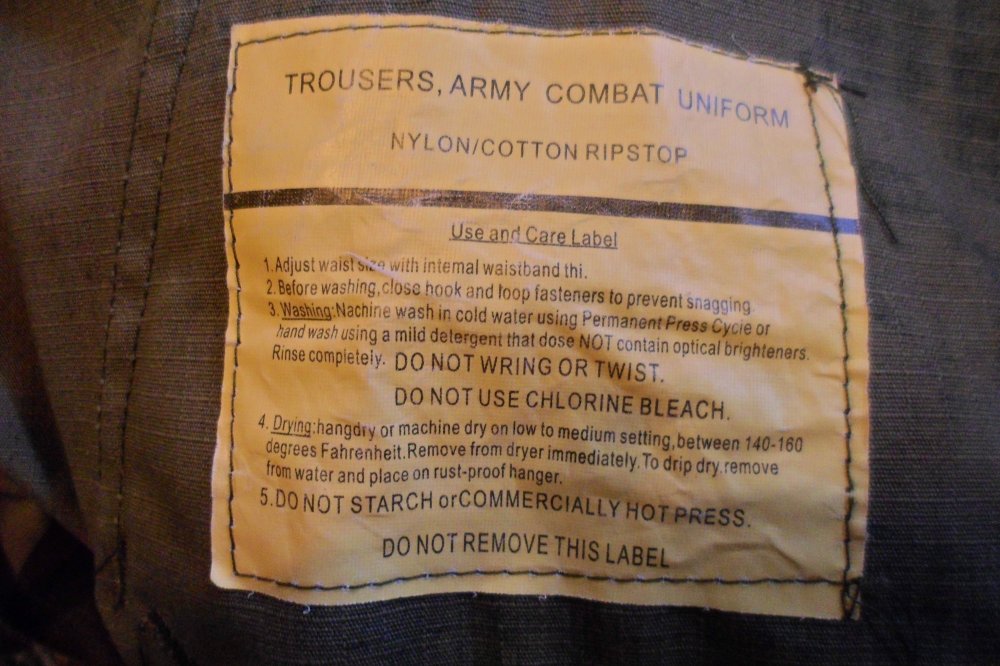 TROUSERS, ARMY COMBAT UNIFORM
NYLON/COTTON RIPSTOP
Use and Care Label
1. Adjust waist size with internal waistband thi.
2. Before washing,close hook and loop fasteners to prevent snagging.
3. Washing:Nachine wash in cold water using Permanent Press Cycie or
hand wash using a mild detergent that dose NOT contain optical brighteners.
Rinse completely. DO NOT WRING OR TWIST.
DO NOT USE CHLORINE BLEACH.
4. Drying:hangdry or machine dry on low to medium setting,between 140-160
degrees Fahrenheit.Remove from dryer immediately.To drip dry.remove
from water and place on rust-proof hanger.
5.DO NOT STARCH orCOMMERCIALLY HOT PRESS.
DO NOT REMOVE THIS LABEL